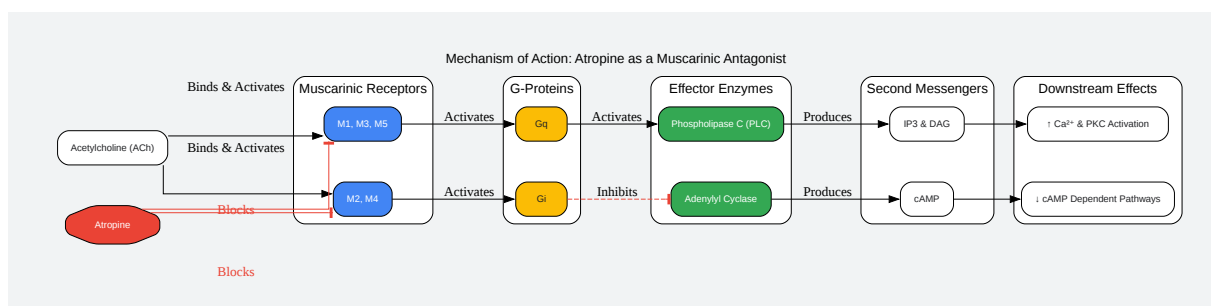 Mechanism of Action: Atropine as a Muscarinic Antagonist
Binds & Activates
Muscarinic Receptors
G-Proteins
Effector Enzymes
Second Messengers
Downstream Effects
M1, M3, M5
Activates
Gq
Activates
Phospholipase C (PLC)
Produces
IP3 & DAG
↑ Ca²⁺ & PKC Activation
Acetylcholine (ACh)
Binds & Activates
M2, M4
Activates
Gi
Inhibits
Adenylyl Cyclase
Produces
cAMP
↓ cAMP Dependent Pathways
Atropine
Blocks
Blocks